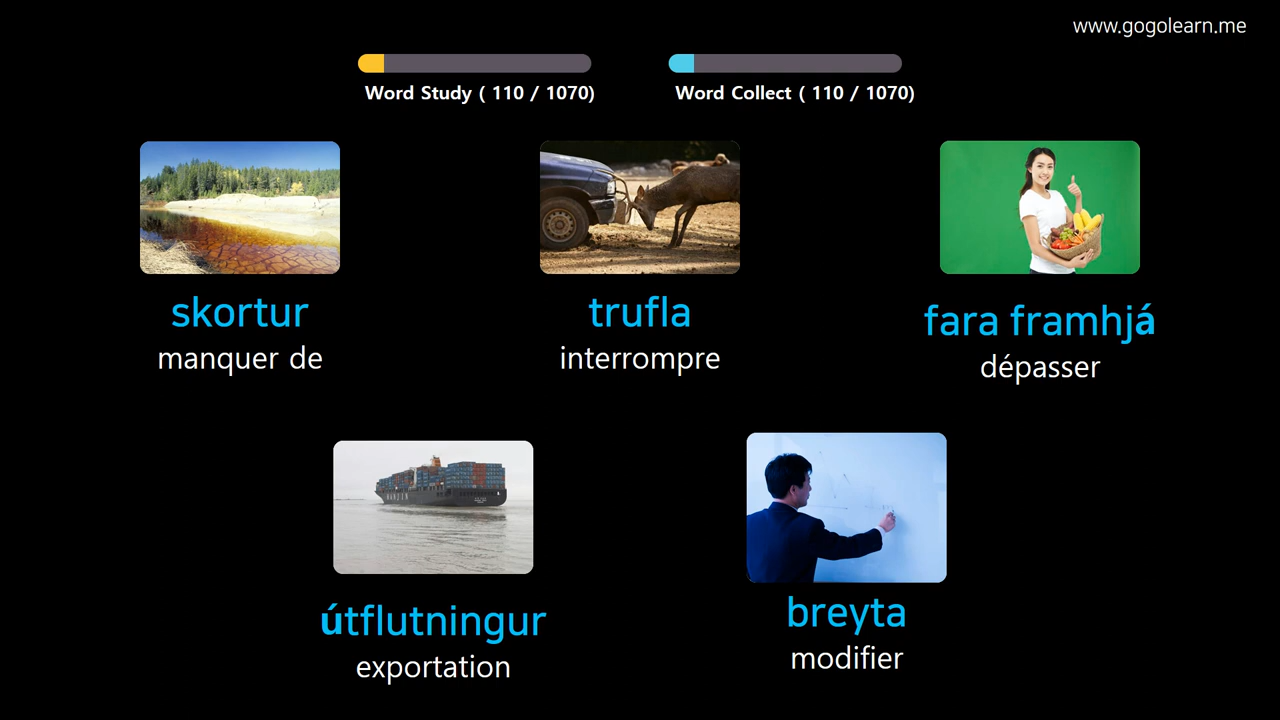 www.gogolearn.me
Word Study ( 110 / 1070)
Word Collect ( 110 / 1070)
skortur
manquer de
trufla
interrompre
fara framhjá
dépasser
útflutningur
exportation
breyta
modifier